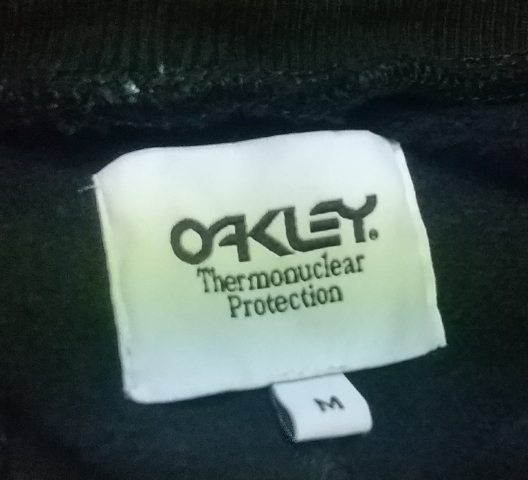 OAKLEY®
Thermonuclear
Protection
M